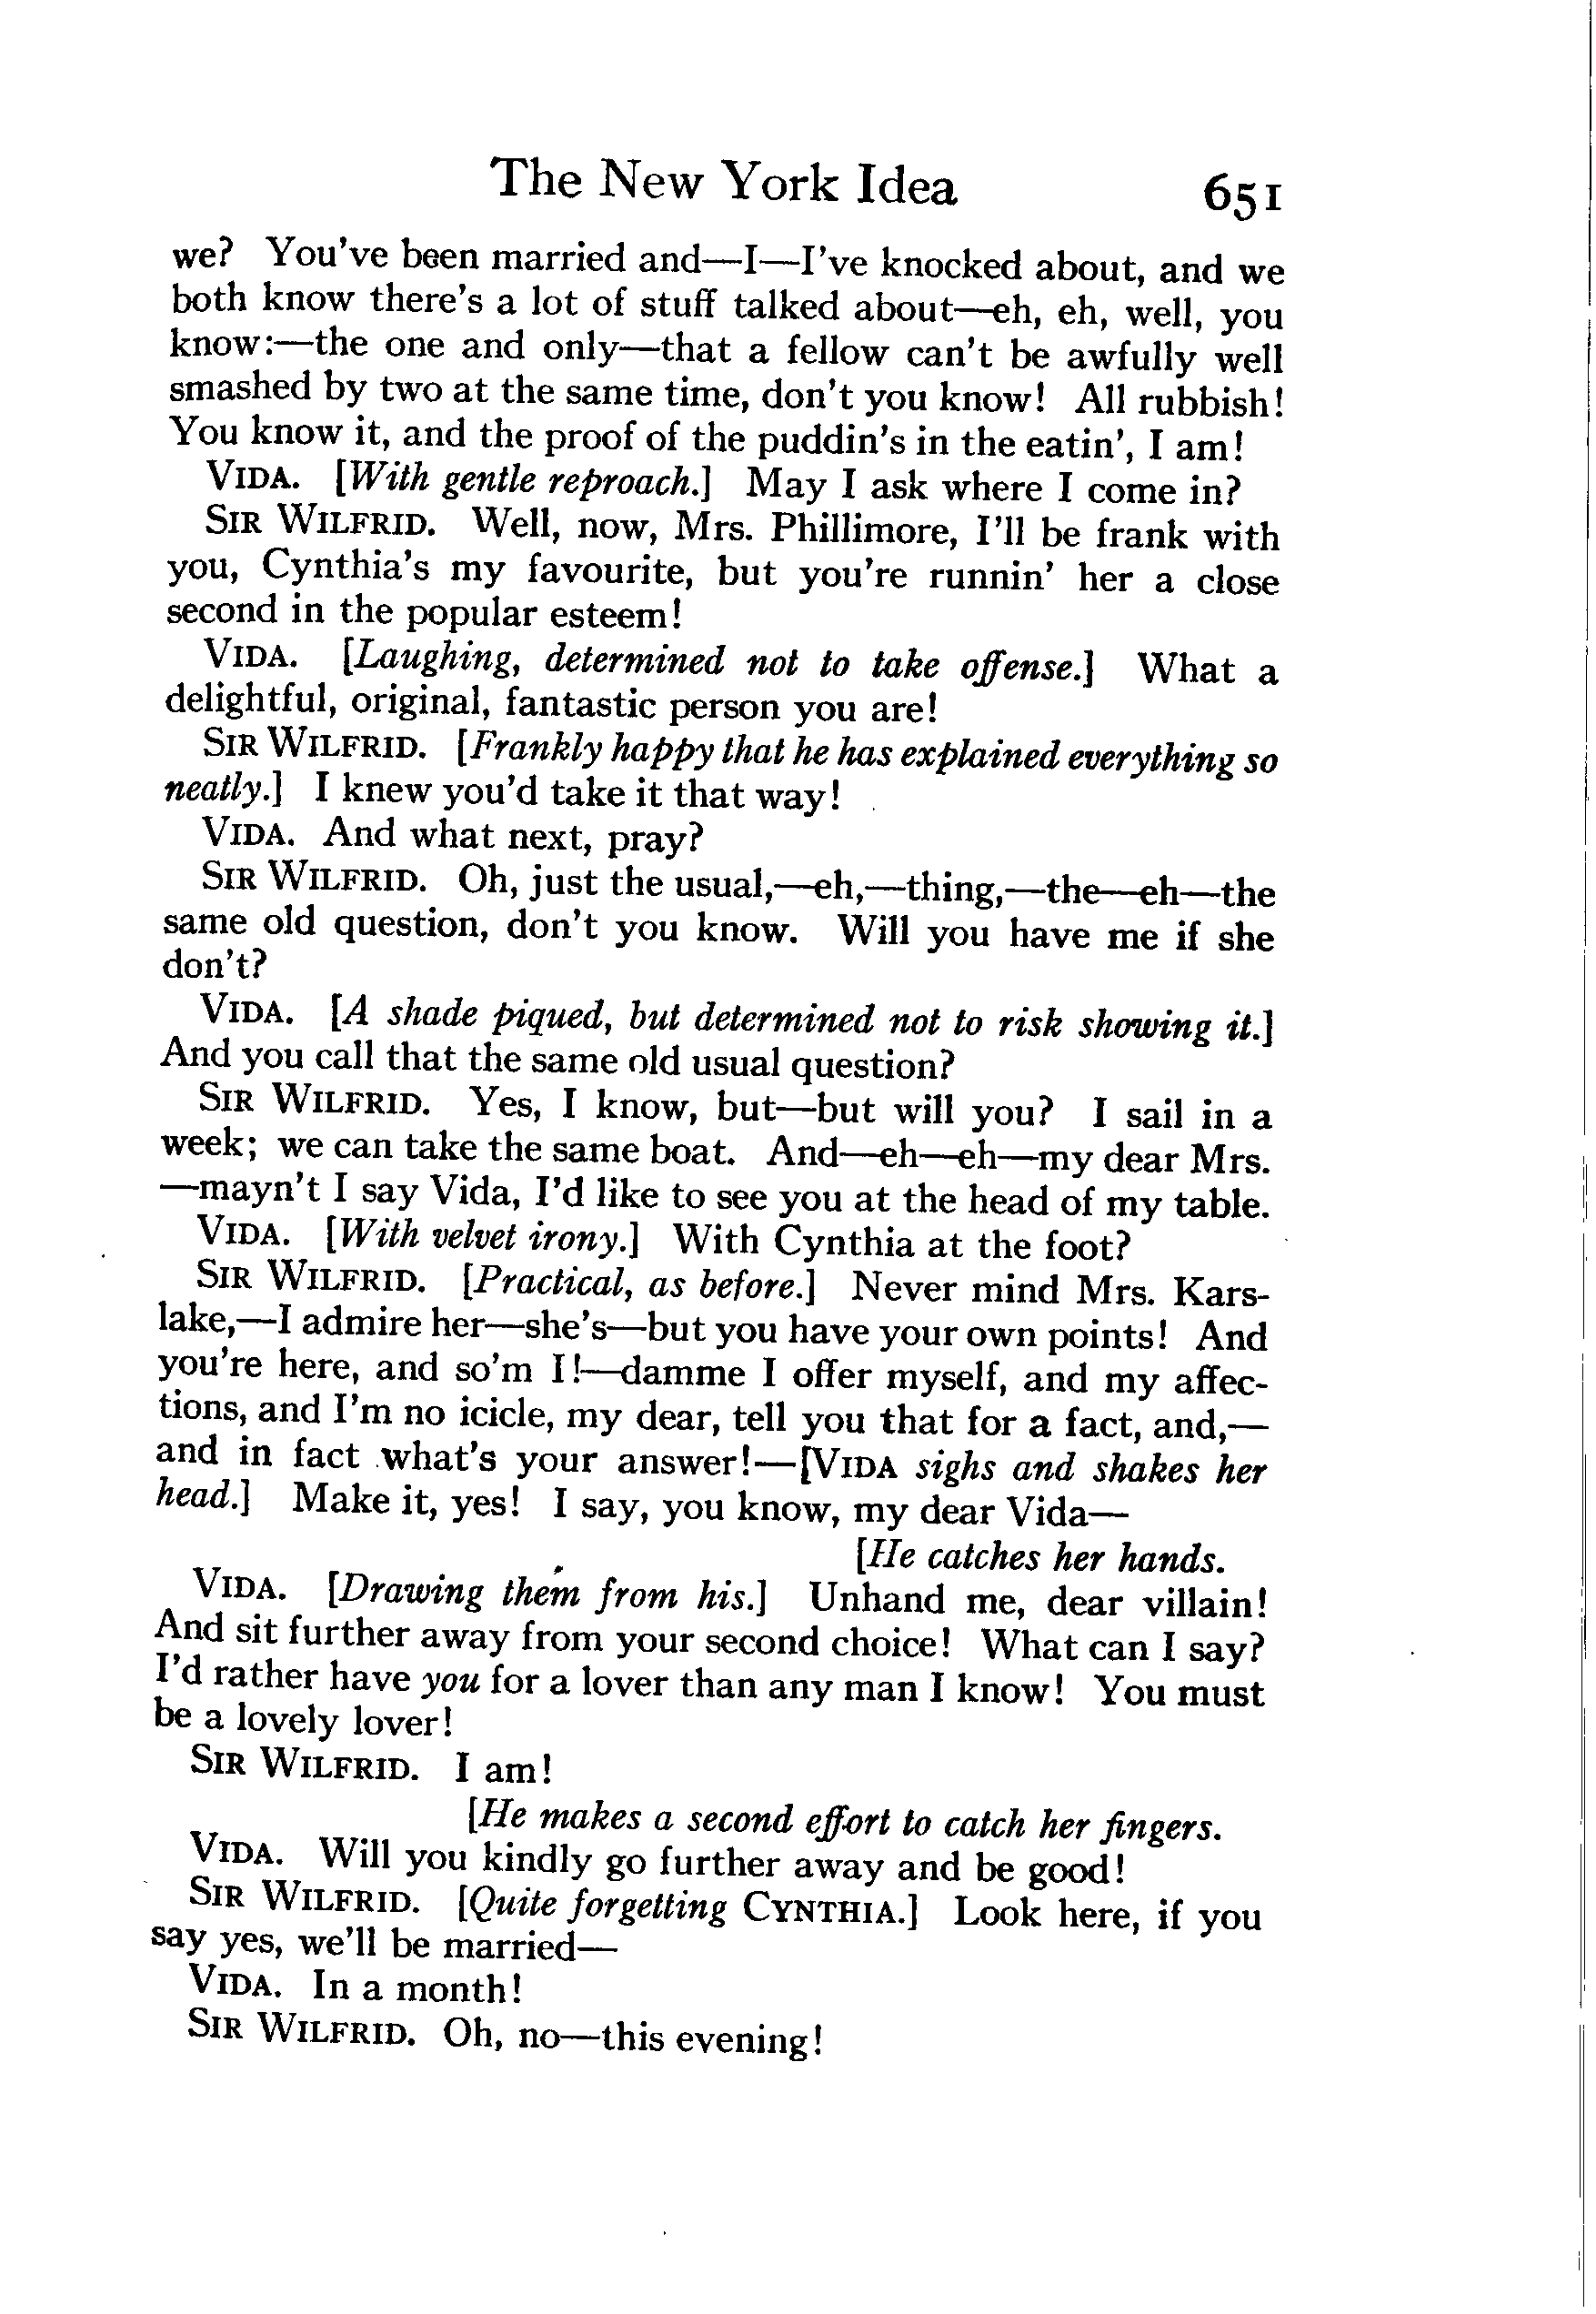 The New York Idea 651
we? You've been married and—I—I've knocked about, and we
both know there's a lot of stuff talked about—eh, eh, well, you
know:—the one and only—that a fellow can't be awfully well
smashed by two at the same time, don't you know! All rubbish!
You know it, and the proof of the puddin's in the eatin', I am!
VIDA. [With gentle reproach.] May I ask where I come in?
SIR WILFRID. Well, now, Mrs. Phillimore, I'll be frank with
you, Cynthia's my favourite, but you're runnin' her a close
second in the popular esteem!
VIDA. [Laughing, determined not to take offense.] What a
delightful, original, fantastic person you are!
SIR WILFRID. [Frankly happy that he has explained everything so
neatly.] I knew you'd take it that way!
VIDA. And what next, pray?
SIR WILFRID. Oh, just the usual,—eh,—thing,—the—eh—the
same old question, don't you know. Will you have me if she
don't?
VIDA. [A shade piqued, but determined not to risk showing it.]
And you call that the same old usual question?
SIR WILFRID. Yes, I know, but—but will you? I sail in a
week; we can take the same boat. And—eh—eh—my dear Mrs.
—mayn't I say Vida, I'd like to see you at the head of my table.
VIDA. [With velvet irony.] With Cynthia at the foot?
SIR WILFRID. [Practical, as before.] Never mind Mrs. Kars-
lake,—I admire her—she's—but you have your own points! And
you're here, and so'm I!—damme I offer myself, and my affec-
tions, and I'm no icicle, my dear, tell you that for a fact, and,—
and in fact what's your answer!—[VIDA sighs and shakes her
head.] Make it, yes! I say, you know, my dear Vida—
[He catches her hands.
VIDA. [Drawing them from his.] Unhand me, dear villain!
And sit further away from your second choice! What can I say?
I'd rather have you for a lover than any man I know! You must
be a lovely lover!
SIR WILFRID. I am!
[He makes a second effort to catch her fingers.
VIDA. Will you kindly go further away and be good!
SIR WILFRID. [Quite forgetting CYNTHIA.] Look here, if you
say yes, we'll be married—
VIDA. In a month!
SIR WILFRID. Oh, no—this evening!